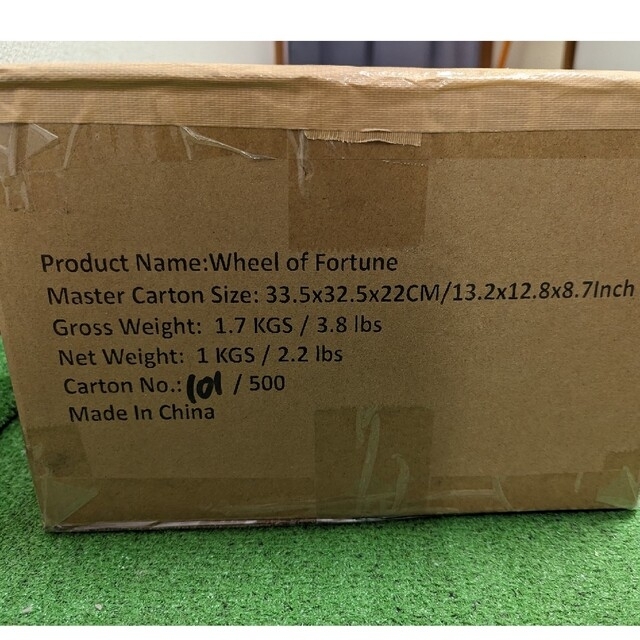 Product Name:Wheel of Fortune
Master Carton Size: 33.5x32.5x22CM/13.2x12.8x8.7Inch
Gross Weight: 1.7 KGS / 3.8 lbs
Net Weight: 1 KGS / 2.2 lbs
Carton No.: 101 / 500
Made In China